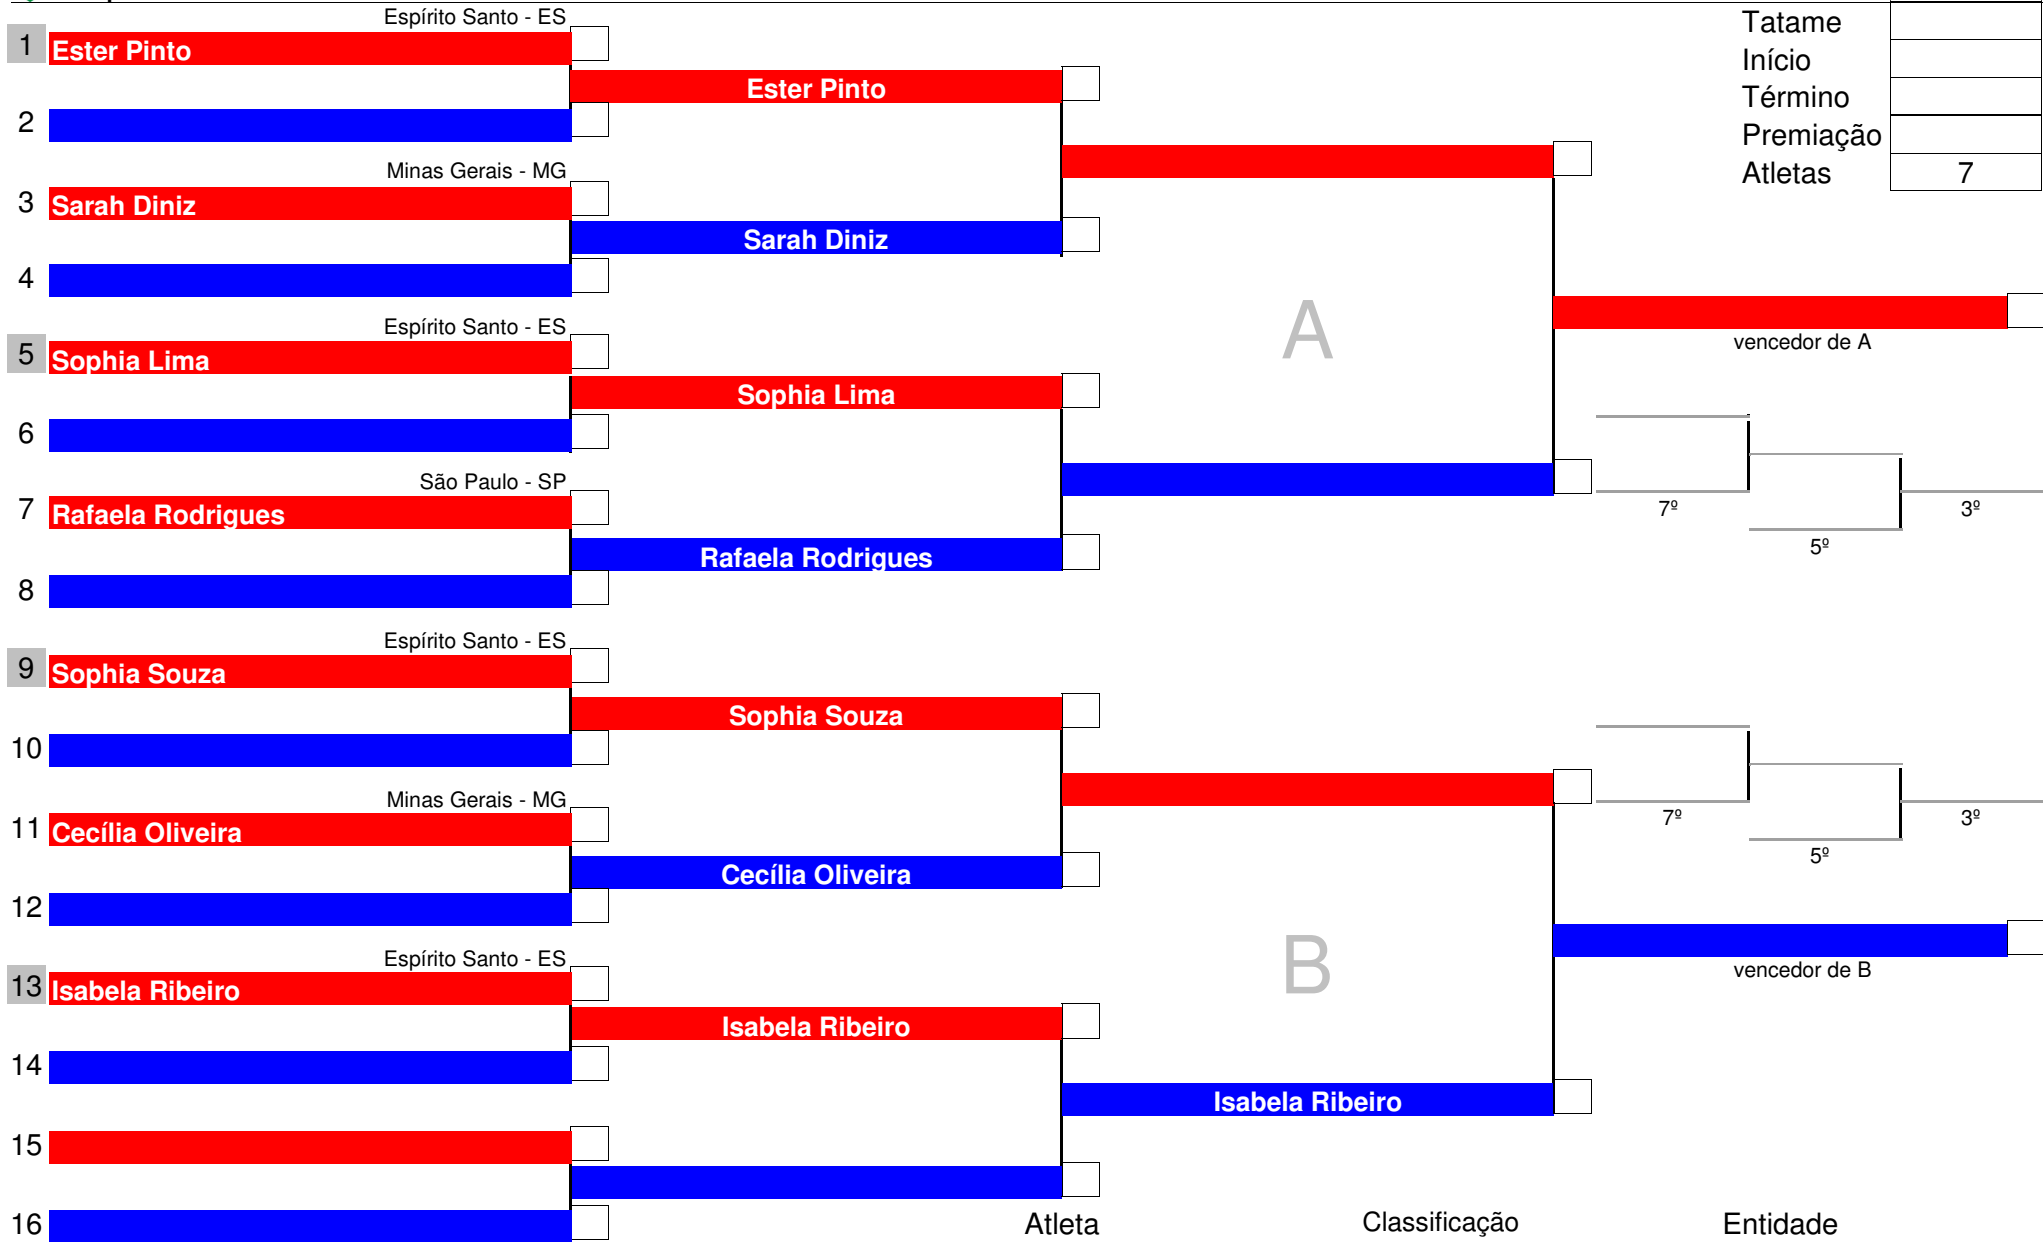 Espírito Santo - ES
Tatame
1 Ester Pinto
Início
Ester Pinto
Término
2
Premiação
Minas Gerais - MG
Atletas 7
3 Sarah Diniz
Sarah Diniz
4
Espírito Santo - ES
A
vencedor de A
5 Sophia Lima
Sophia Lima
6
São Paulo - SP
7 Rafaela Rodrigues
7º 3º
5º
Rafaela Rodrigues
8
Espírito Santo - ES
9 Sophia Souza
Sophia Souza
10
Minas Gerais - MG
11 Cecília Oliveira
7º 3º
5º
Cecília Oliveira
12
Espírito Santo - ES
B
vencedor de B
13 Isabela Ribeiro
Isabela Ribeiro
14
Isabela Ribeiro
15
16
Atleta Classificação Entidade